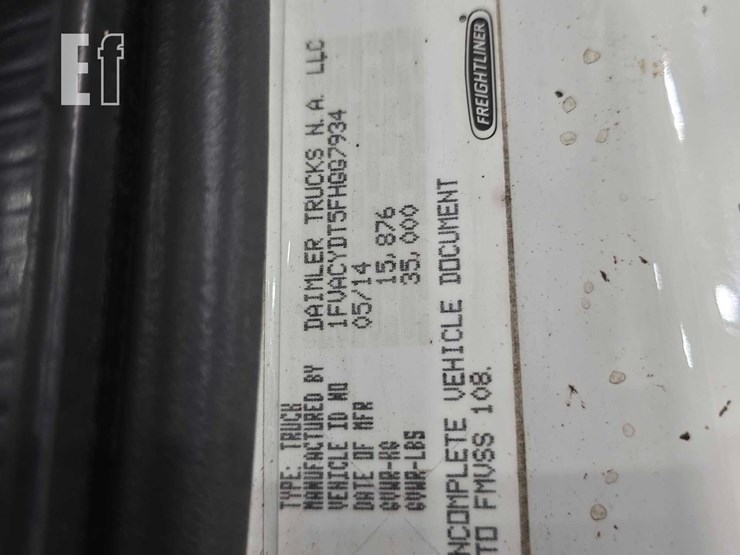 Ef
TYPE: TRUCK
MANUFACTURED BY DAIMLER TRUCKS N.A. LLC
VEHICLE ID NO 1FVACYDT5FHGG7934
DATE OF MFR 05/14
GVWR-KG 15,876
GVWR-LBS 35,000
NCOMPLETE VEHICLE DOCUMENT
TO FMVSS 108.
FREIGHTLINER